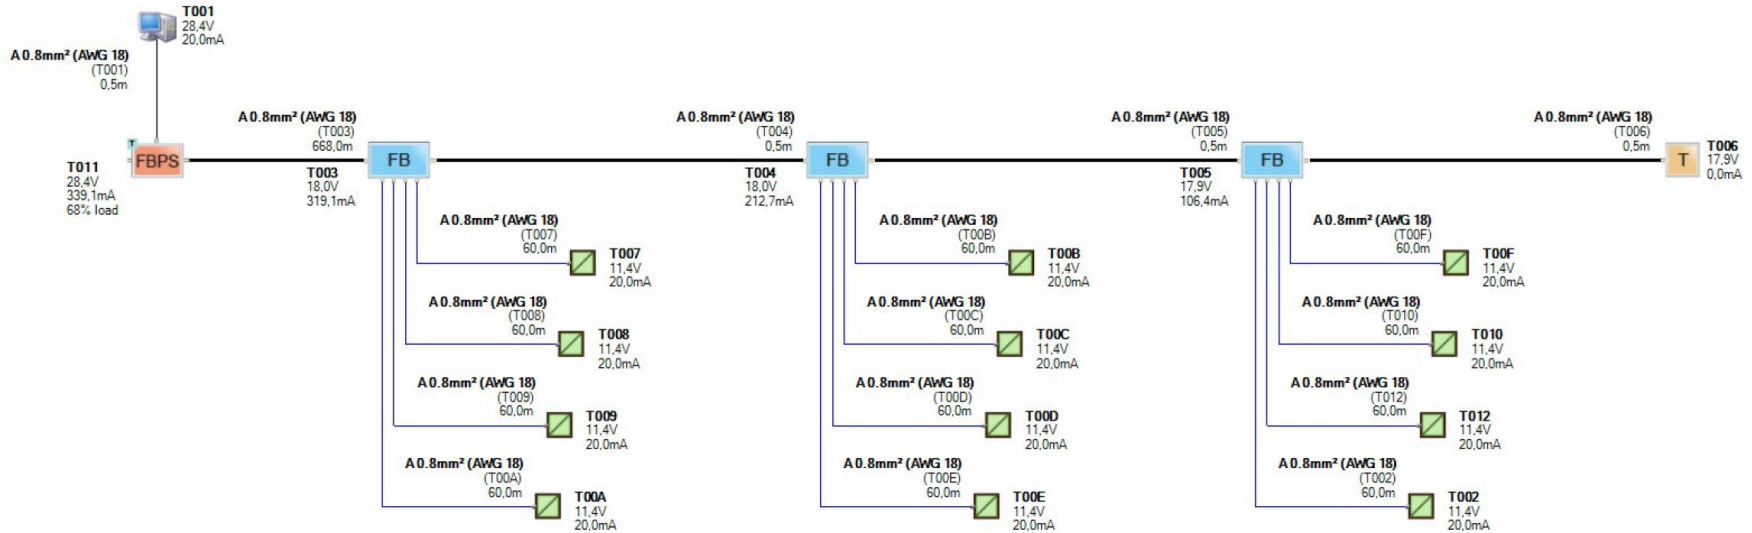 T001
28,4V
20,0mA
A 0.8mm² (AWG 18)
(T001)
0,5m
T
FBPS
T011
28,4V
339,1mA
68% load
A 0.8mm² (AWG 18)
(T003)
668,0m
FB
T003
18,0V
319,1mA
A 0.8mm² (AWG 18)
(T004)
0,5m
FB
T004
18,0V
212,7mA
A 0.8mm² (AWG 18)
(T005)
0,5m
FB
T005
17,9V
106,4mA
A 0.8mm² (AWG 18)
(T006)
0,5m
T
T006
17,9V
0,0mA
A 0.8mm² (AWG 18)
(T007)
60,0m
T007
11,4V
20,0mA
A 0.8mm² (AWG 18)
(T008)
60,0m
T008
11,4V
20,0mA
A 0.8mm² (AWG 18)
(T009)
60,0m
T009
11,4V
20,0mA
A 0.8mm² (AWG 18)
(T00A)
60,0m
T00A
11,4V
20,0mA
A 0.8mm² (AWG 18)
(T00B)
60,0m
T00B
11,4V
20,0mA
A 0.8mm² (AWG 18)
(T00C)
60,0m
T00C
11,4V
20,0mA
A 0.8mm² (AWG 18)
(T00D)
60,0m
T00D
11,4V
20,0mA
A 0.8mm² (AWG 18)
(T00E)
60,0m
T00E
11,4V
20,0mA
A 0.8mm² (AWG 18)
(T00F)
60,0m
T00F
11,4V
20,0mA
A 0.8mm² (AWG 18)
(T010)
60,0m
T010
11,4V
20,0mA
A 0.8mm² (AWG 18)
(T012)
60,0m
T012
11,4V
20,0mA
A 0.8mm² (AWG 18)
(T002)
60,0m
T002
11,4V
20,0mA